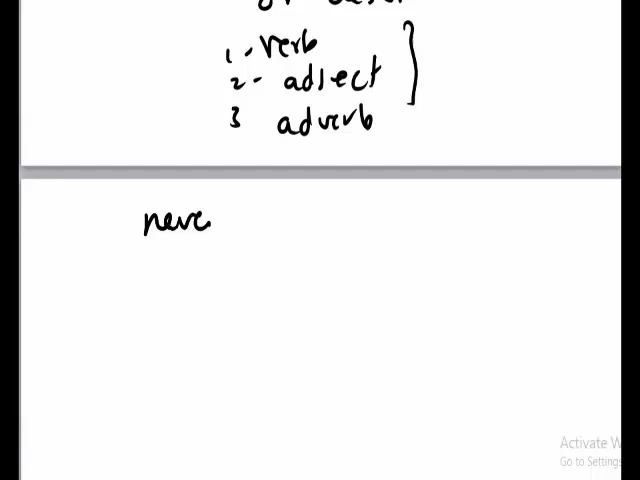 1 - verb
2 - adject
3 adverb
neve
Activate W
Go to Settings